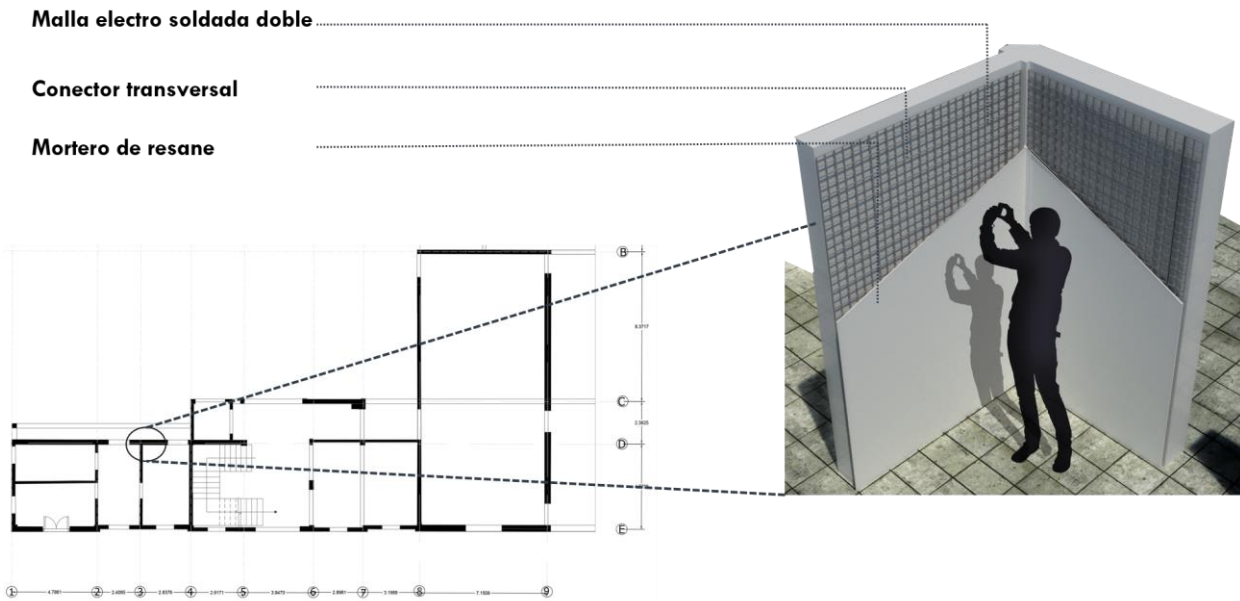 Malla electro soldada doble
Conector transversal
Mortero de resane
B
C
D
E
1 2 3 4 5 6 7 8 9